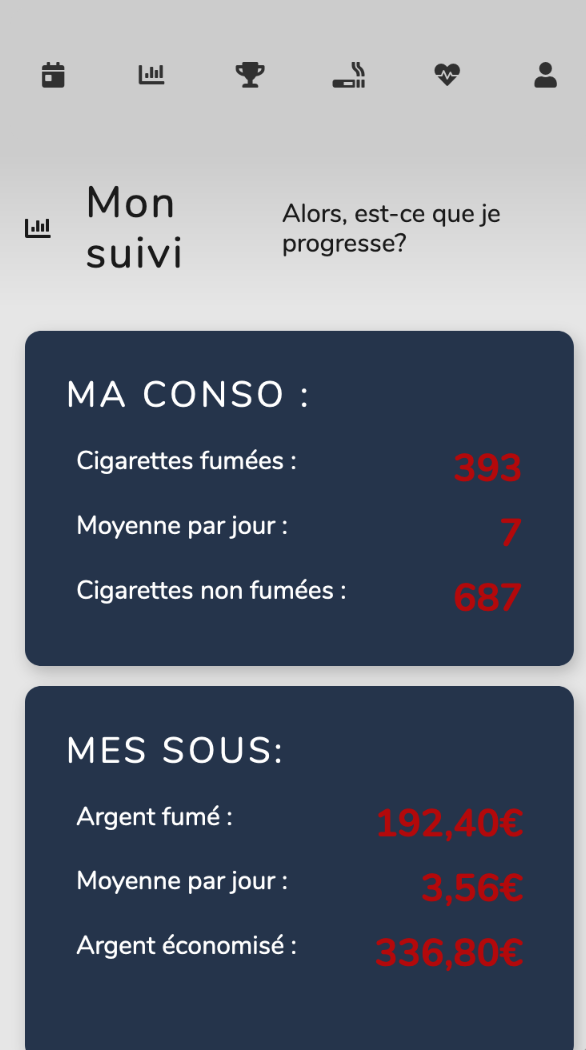 Mon
suivi
Alors, est-ce que je
progresse?
MA CONSO :
Cigarettes fumées : 393
Moyenne par jour : 7
Cigarettes non fumées : 687
MES SOUS:
Argent fumé : 192,40€
Moyenne par jour : 3,56€
Argent économisé : 336,80€